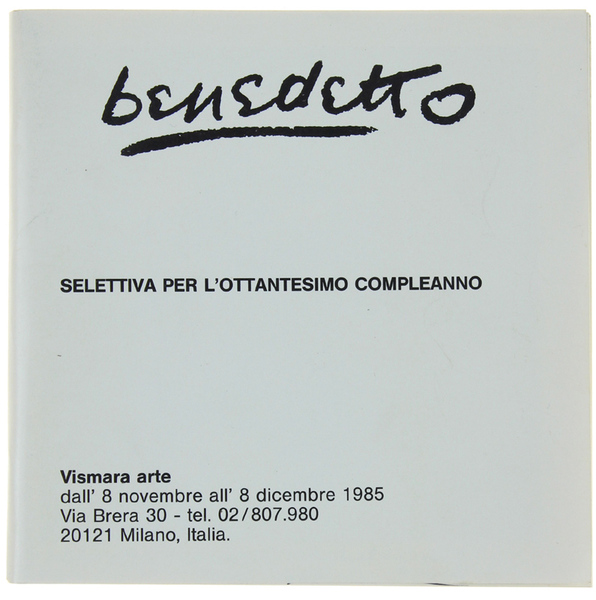 benedetto
SELETTIVA PER L'OTTANTESIMO COMPLEANNO
Vismara arte
dall' 8 novembre all' 8 dicembre 1985
Via Brera 30 - tel. 02/807.980
20121 Milano, Italia.